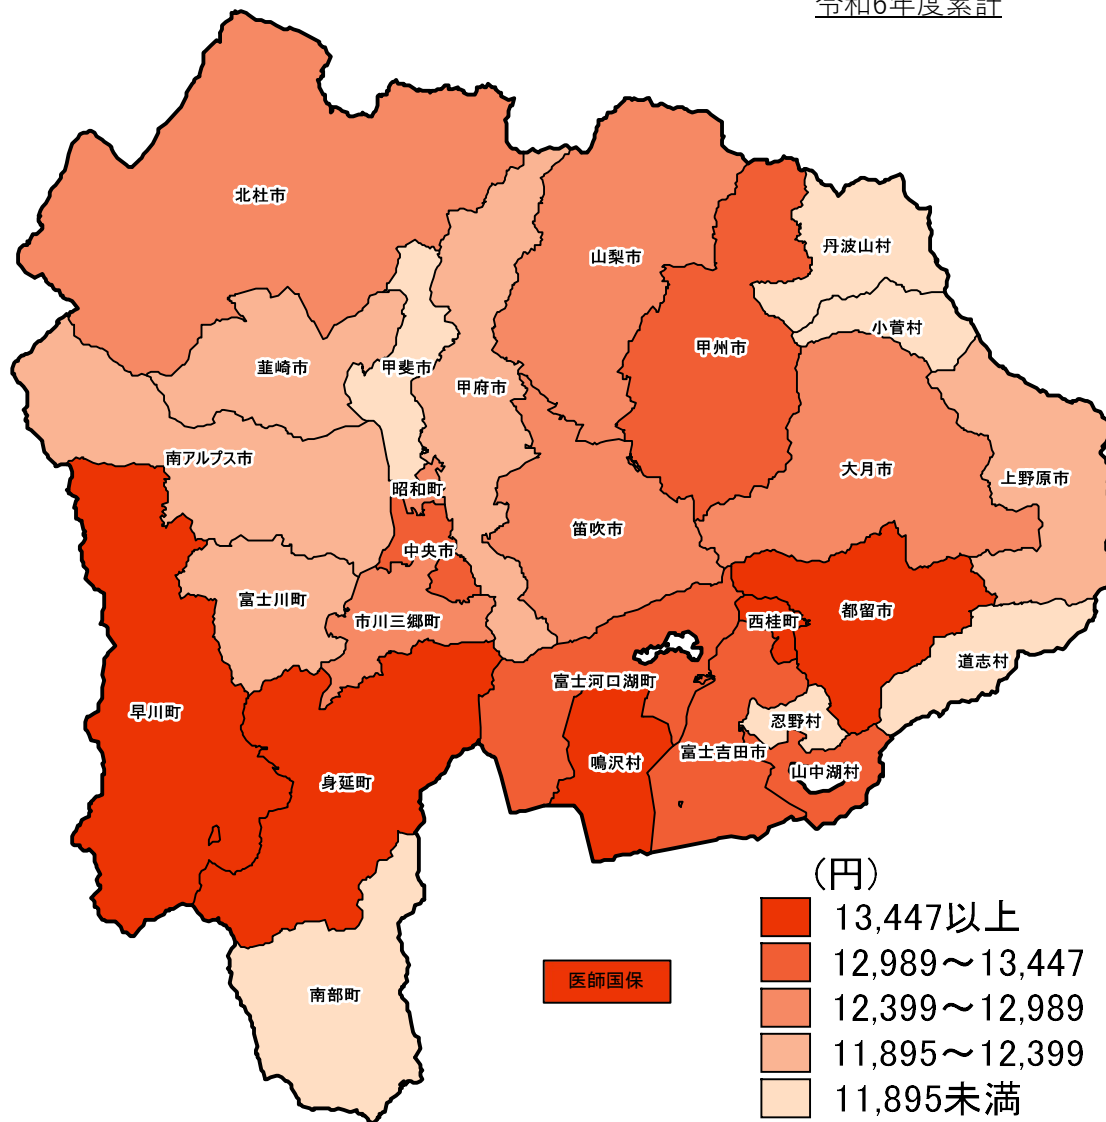 令和6年度累計
北杜市
山梨市
丹波山村
小菅村
甲州市
韮崎市
甲斐市
甲府市
南アルプス市
大月市
上野原市
昭和町
笛吹市
中央市
富士川町
市川三郷町
西桂町
都留市
道志村
富士河口湖町
早川町
忍野村
身延町
鳴沢村
富士吉田市
山中湖村
南部町
医師国保
(円)
13,447以上
12,989～13,447
12,399～12,989
11,895～12,399
11,895未満